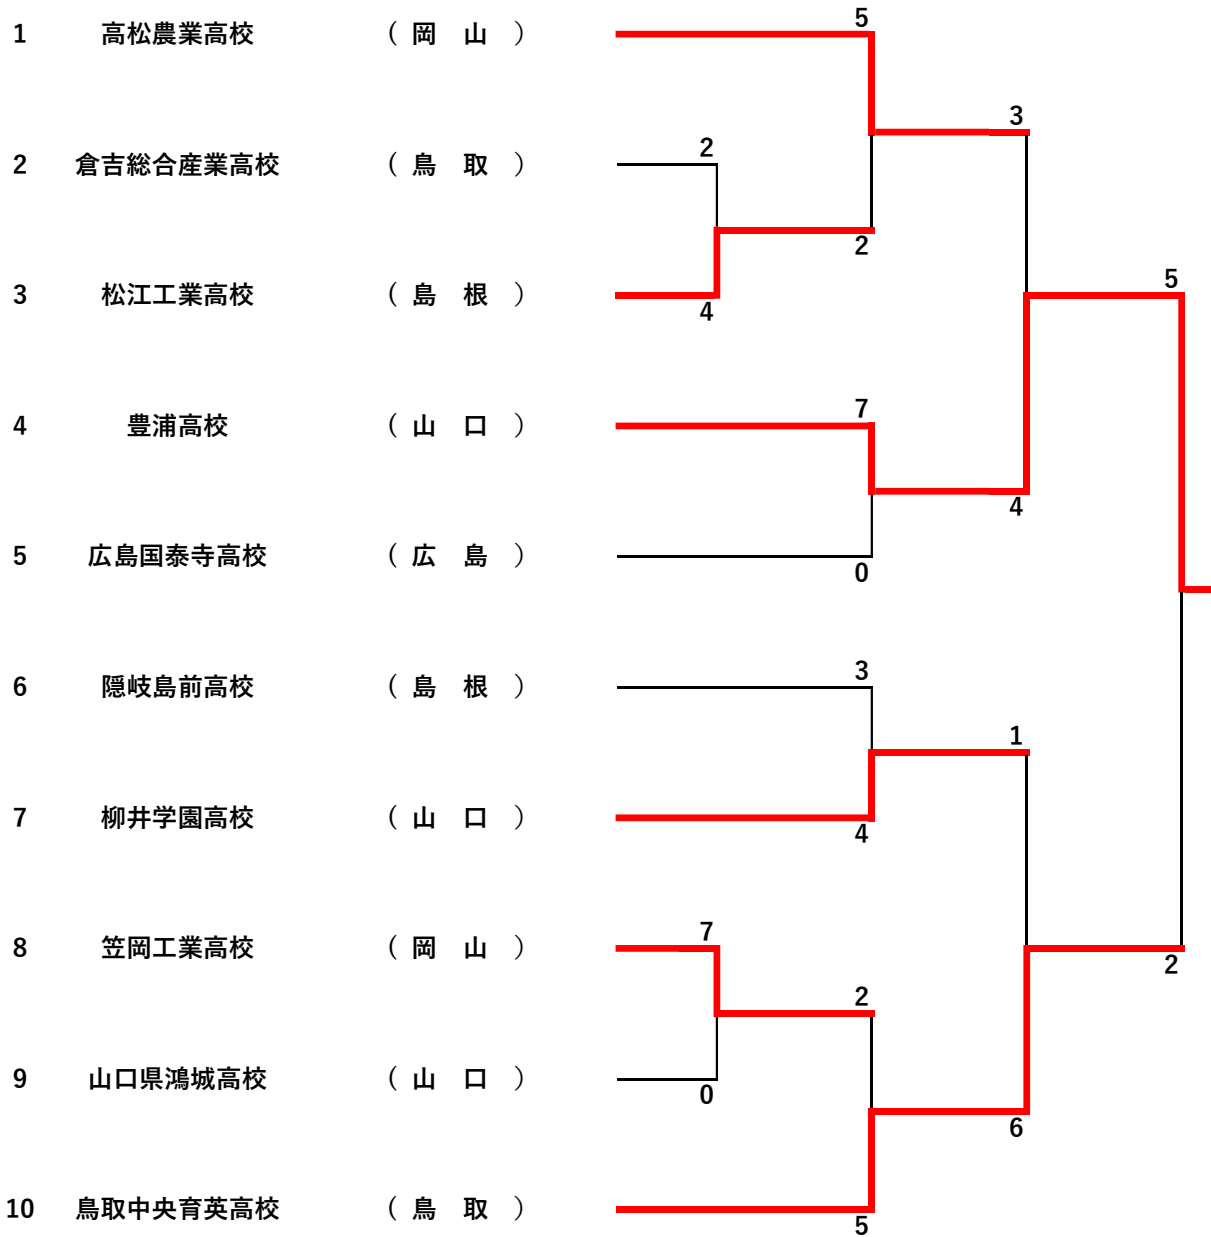 5
1 高松農業高校 （ 岡 山 ）
3
2
2 倉吉総合産業高校 （ 鳥 取 ）
2
5
3 松江工業高校 （ 島 根 ）
4
7
4 豊浦高校 （ 山 口 ）
4
5 広島国泰寺高校 （ 広 島 ）
0
3
6 隠岐島前高校 （ 島 根 ）
1
7 柳井学園高校 （ 山 口 ）
4
7
8 笠岡工業高校 （ 岡 山 ）
2
2
9 山口県鴻城高校 （ 山 口 ）
0
6
10 鳥取中央育英高校 （ 鳥 取 ）
5